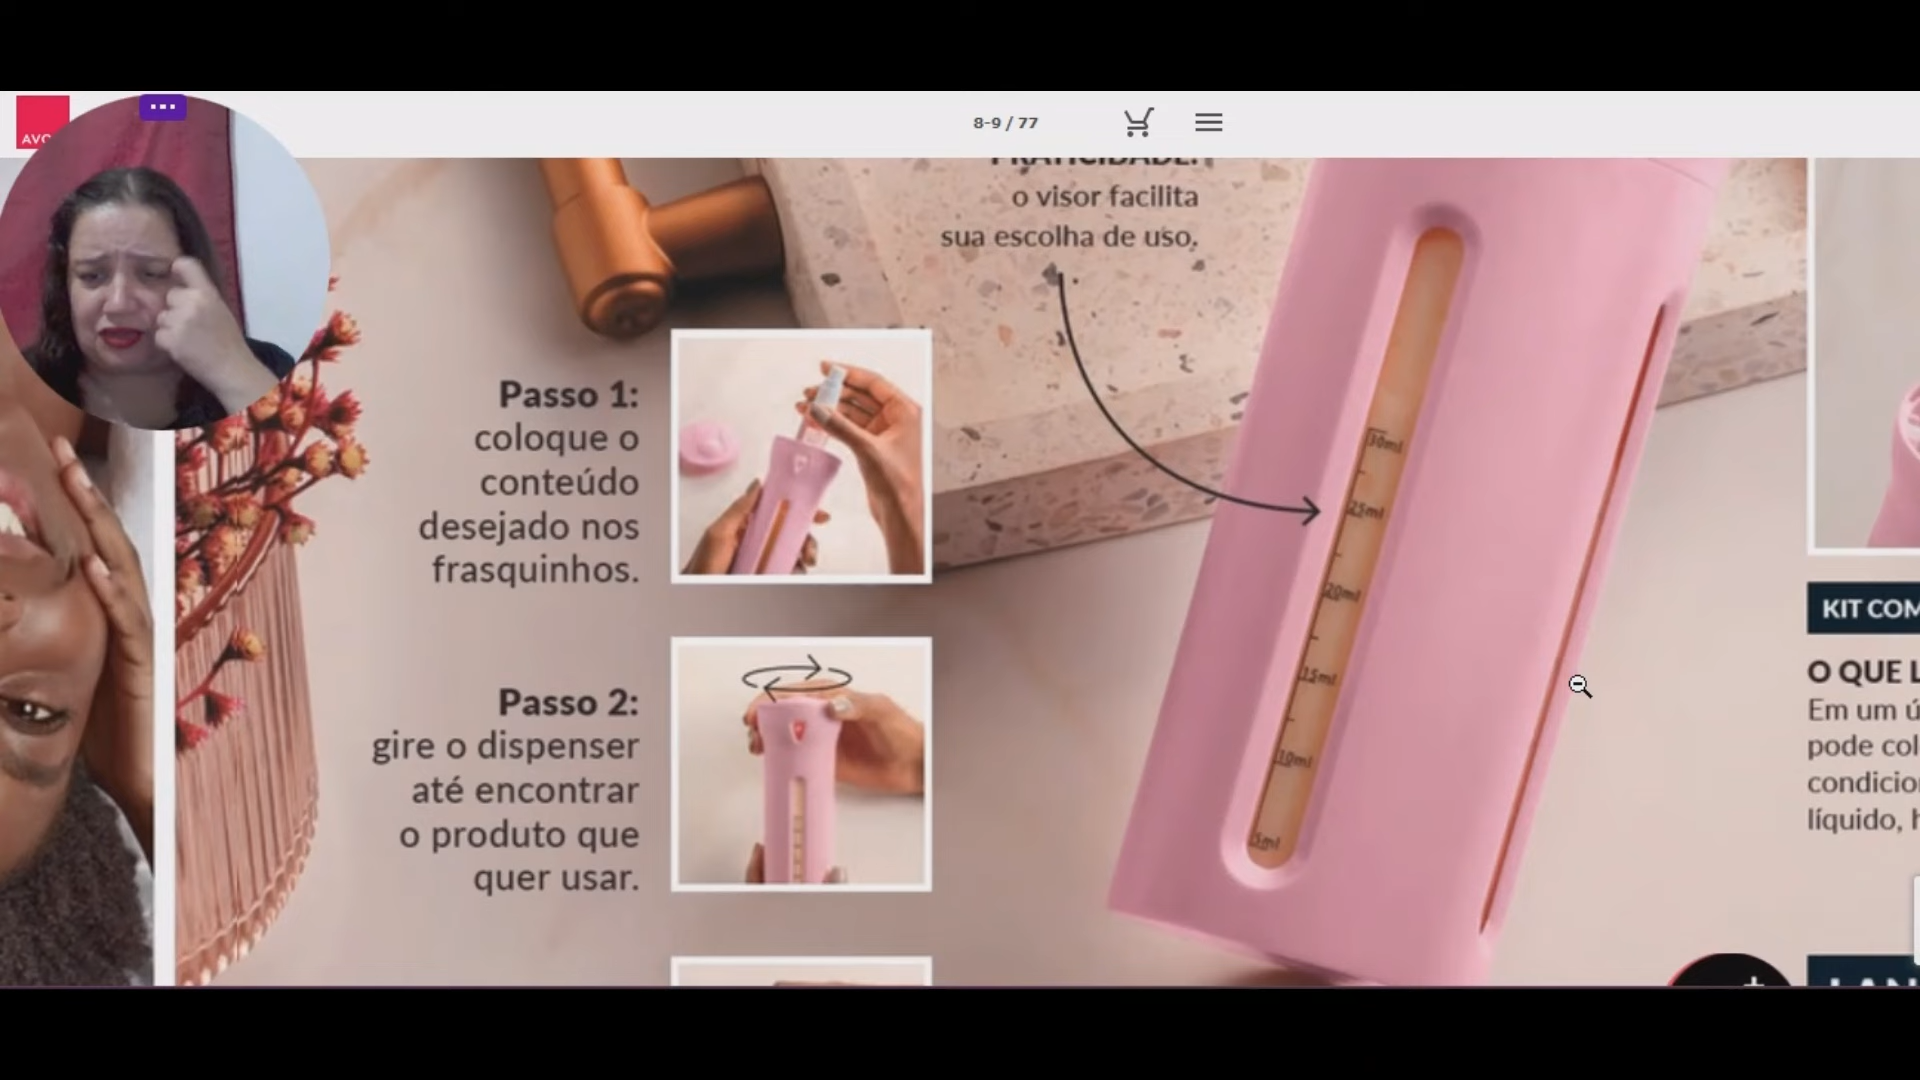 8-9 / 77
PRATICIDADE:
o visor facilita
sua escolha de uso.
Passo 1:
coloque o
conteúdo
desejado nos
frasquinhos.
30ml
25ml
20ml
15ml
10ml
5ml
Passo 2:
gire o dispenser
até encontrar
o produto que
quer usar.
KIT COM
O QUE L
Em um ú
pode col
líquido, h